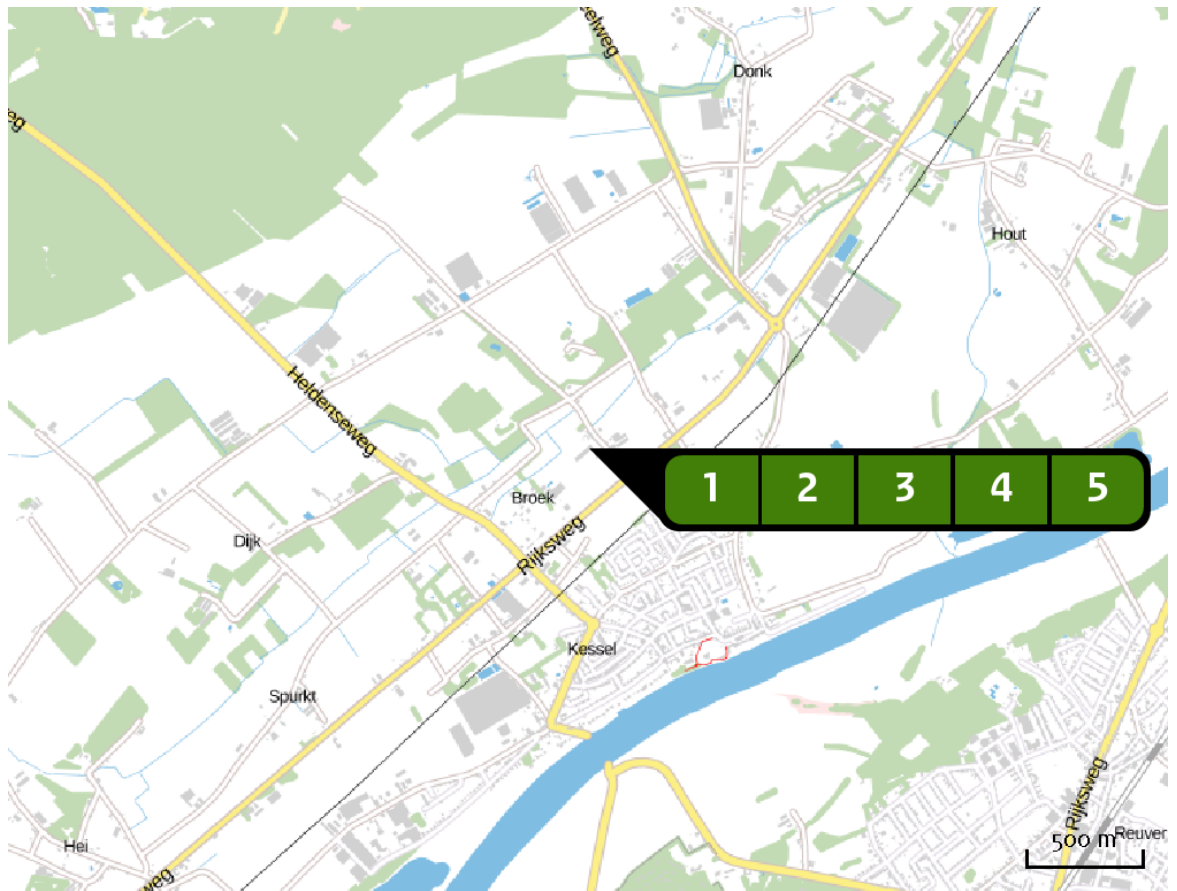 elweg
Donk
eg
Hout
Heldenseweg
1 2 3 4 5
Broek
Rijksweg
Dijk
Kessel
Spurkt
Rijksweg
500 m
Reuver
Hei
weg